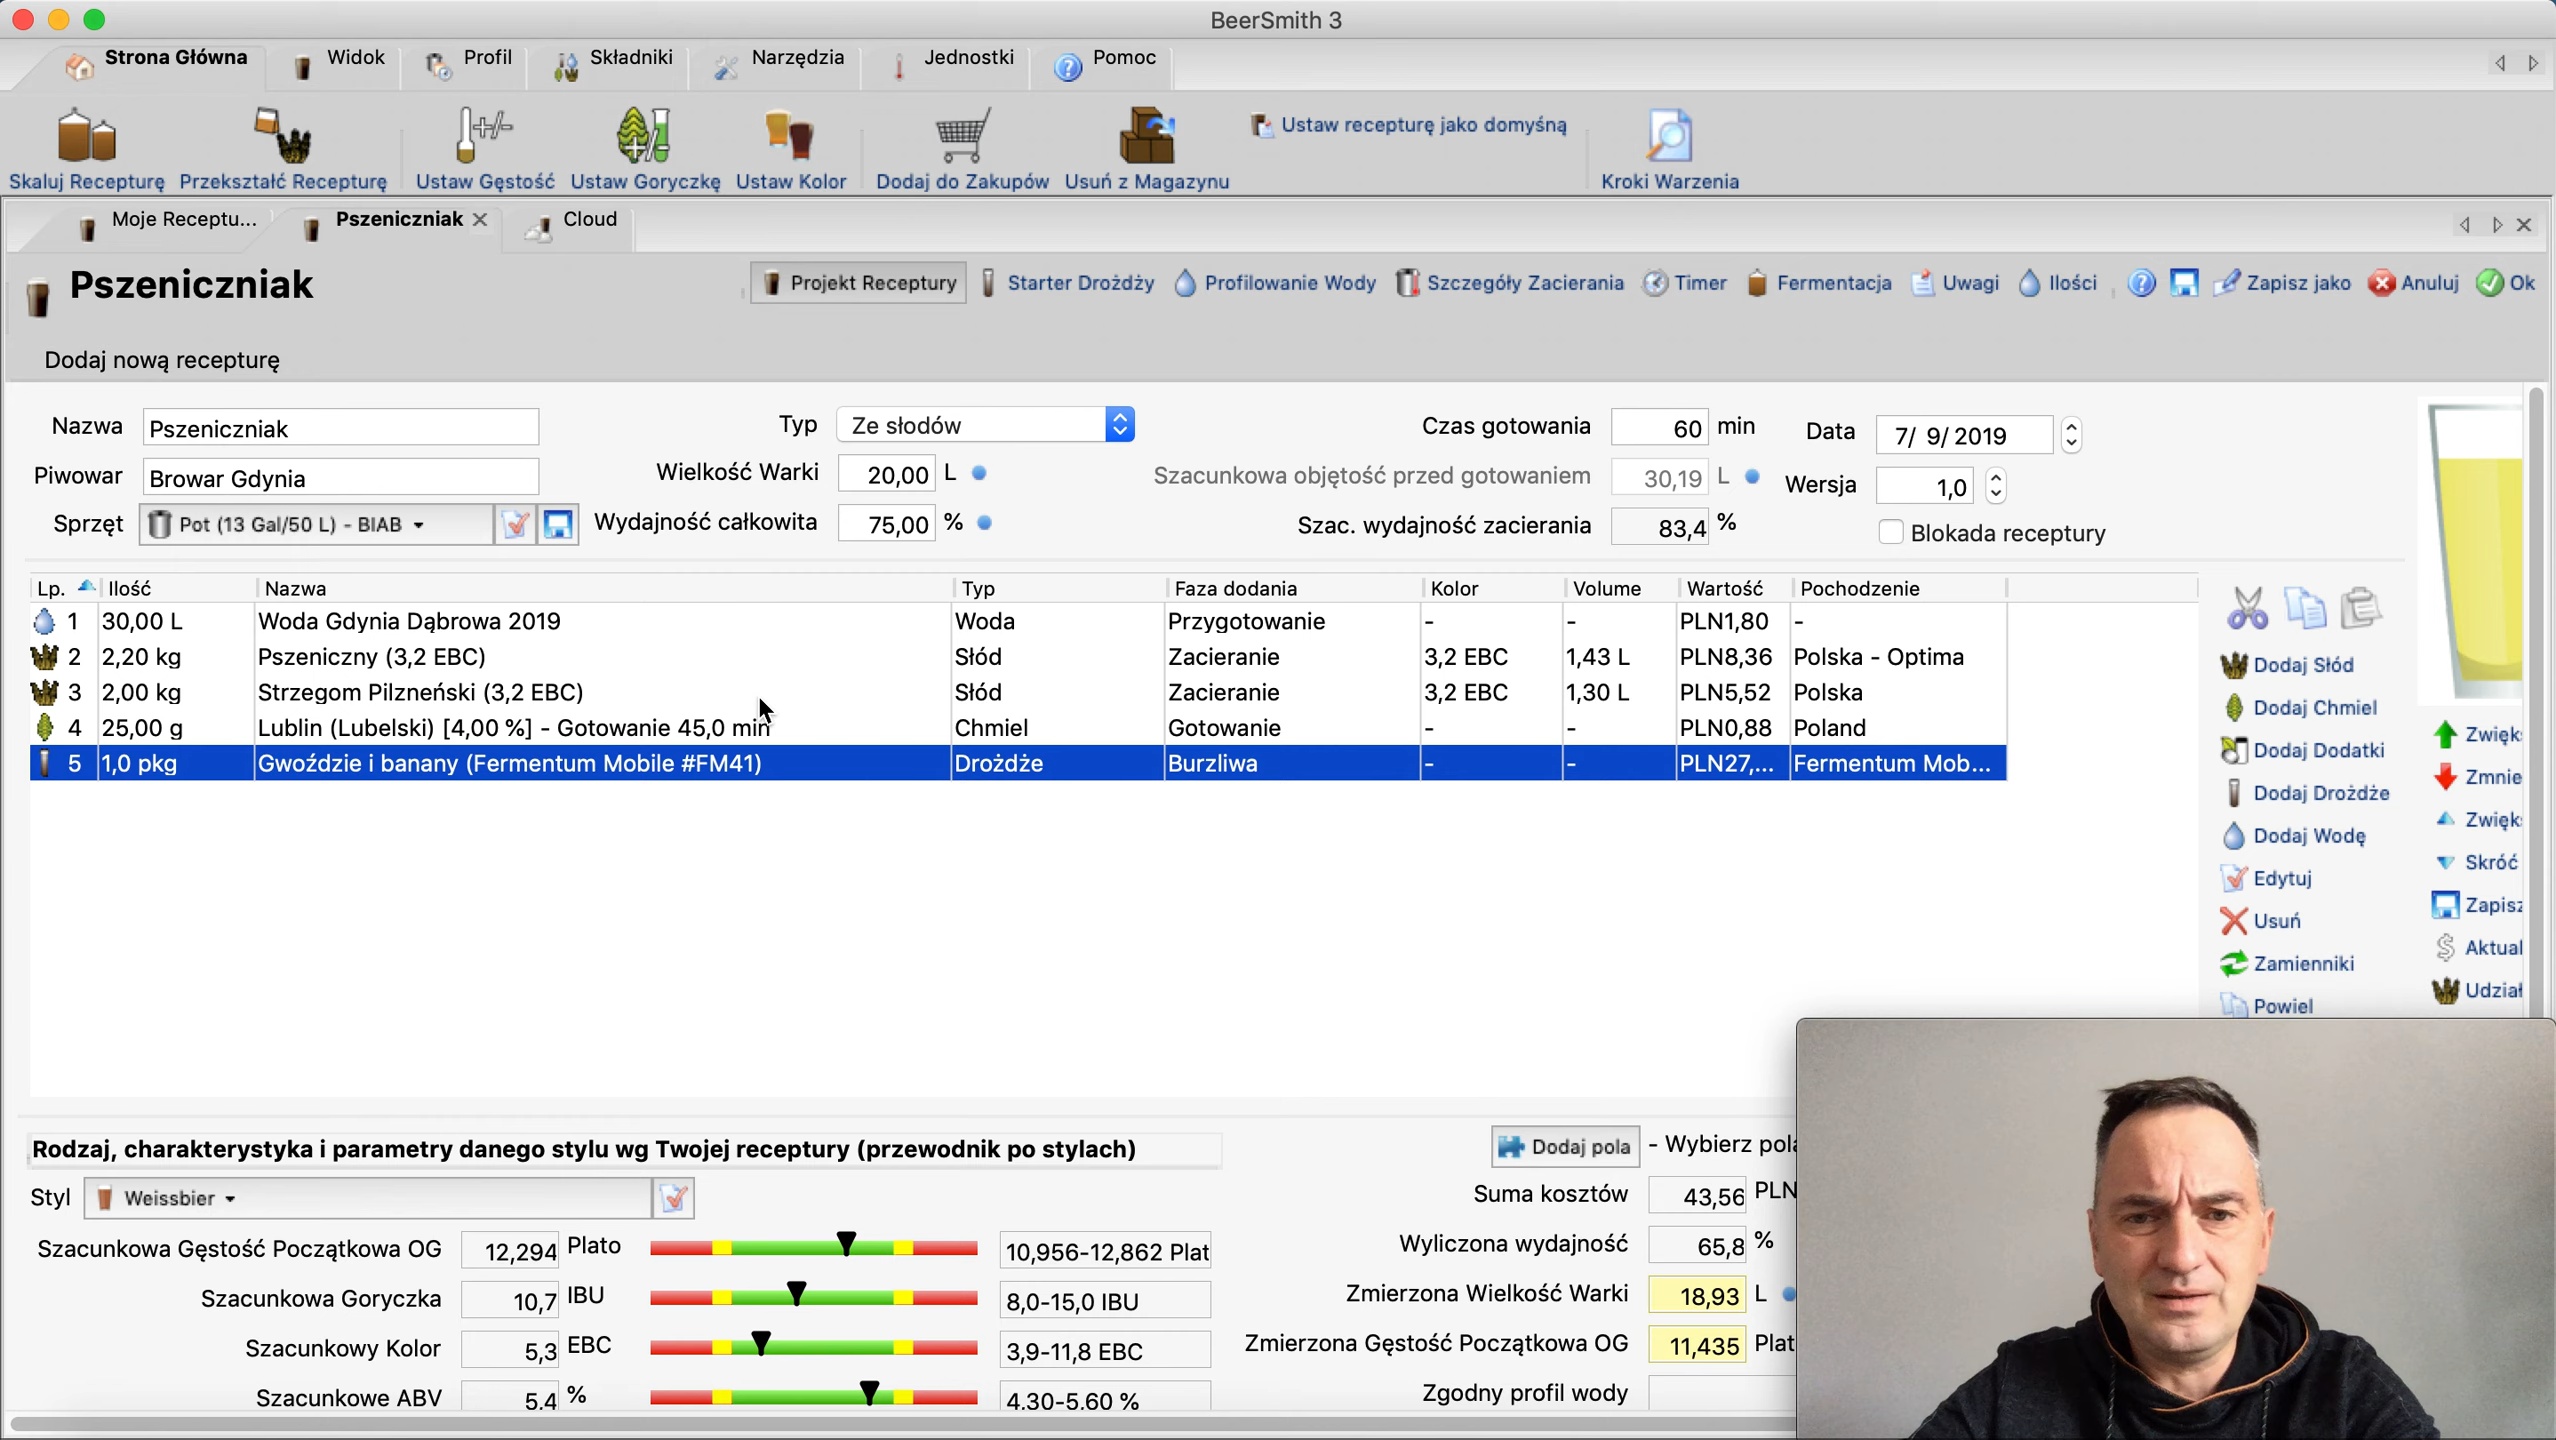 BeerSmith 3
Strona Główna Widok Profil Składniki Narzędzia Jednostki Pomoc
Skaluj Recepturę Przekształć Recepturę Ustaw Gęstość Ustaw Goryczkę Ustaw Kolor Dodaj do Zakupów Usuń z Magazynu Ustaw recepturę jako domyśną Kroki Warzenia
Moje Receptu... Pszeniczniak Cloud
Pszeniczniak
Projekt Receptury Starter Drożdży Profilowanie Wody Szczegóły Zacierania Timer Fermentacja Uwagi Ilości Zapisz jako Anuluj Ok
Dodaj nową recepturę
Nazwa Pszeniczniak Typ Ze słodów Czas gotowania 60 min Data 7/ 9/2019
Piwowar Browar Gdynia Wielkość Warki 20,00 L Szacunkowa objętość przed gotowaniem 30,19 L Wersja 1,0
Sprzęt Pot (13 Gal/50 L) - BIAB Wydajność całkowita 75,00 % Szac. wydajność zacierania 83,4 % Blokada receptury
Lp. Ilość Nazwa Typ Faza dodania Kolor Volume Wartość Pochodzenie
1 30,00 L Woda Gdynia Dąbrowa 2019 Woda Przygotowanie - - PLN1,80 -
2 2,20 kg Pszeniczny (3,2 EBC) Słód Zacieranie 3,2 EBC 1,43 L PLN8,36 Polska - Optima
3 2,00 kg Strzegom Pilzneński (3,2 EBC) Słód Zacieranie 3,2 EBC 1,30 L PLN5,52 Polska
4 25,00 g Lublin (Lubelski) [4,00 %] - Gotowanie 45,0 min Chmiel Gotowanie - - PLN0,88 Poland
5 1,0 pkg Gwoździe i banany (Fermentum Mobile #FM41) Drożdże Burzliwa - - PLN27,... Fermentum Mob...
Dodaj Słód
Dodaj Chmiel Zwięk
Dodaj Dodatki Zmnie
Dodaj Drożdże Zwięk
Dodaj Wodę Skróć
Edytuj Zapisz
Usuń Aktual
Zamienniki Udział
Powiel
Rodzaj, charakterystyka i parametry danego stylu wg Twojej receptury (przewodnik po stylach) Dodaj pola - Wybierz pola
Styl Weissbier Suma kosztów 43,56 PLN
Szacunkowa Gęstość Początkowa OG 12,294 Plato 10,956-12,862 Plat Wyliczona wydajność 65,8 %
Szacunkowa Goryczka 10,7 IBU 8,0-15,0 IBU Zmierzona Wielkość Warki 18,93 L
Szacunkowy Kolor 5,3 EBC 3,9-11,8 EBC Zmierzona Gęstość Początkowa OG 11,435 Plat
Szacunkowe ABV 5,4 % 4,30-5,60 % Zgodny profil wody